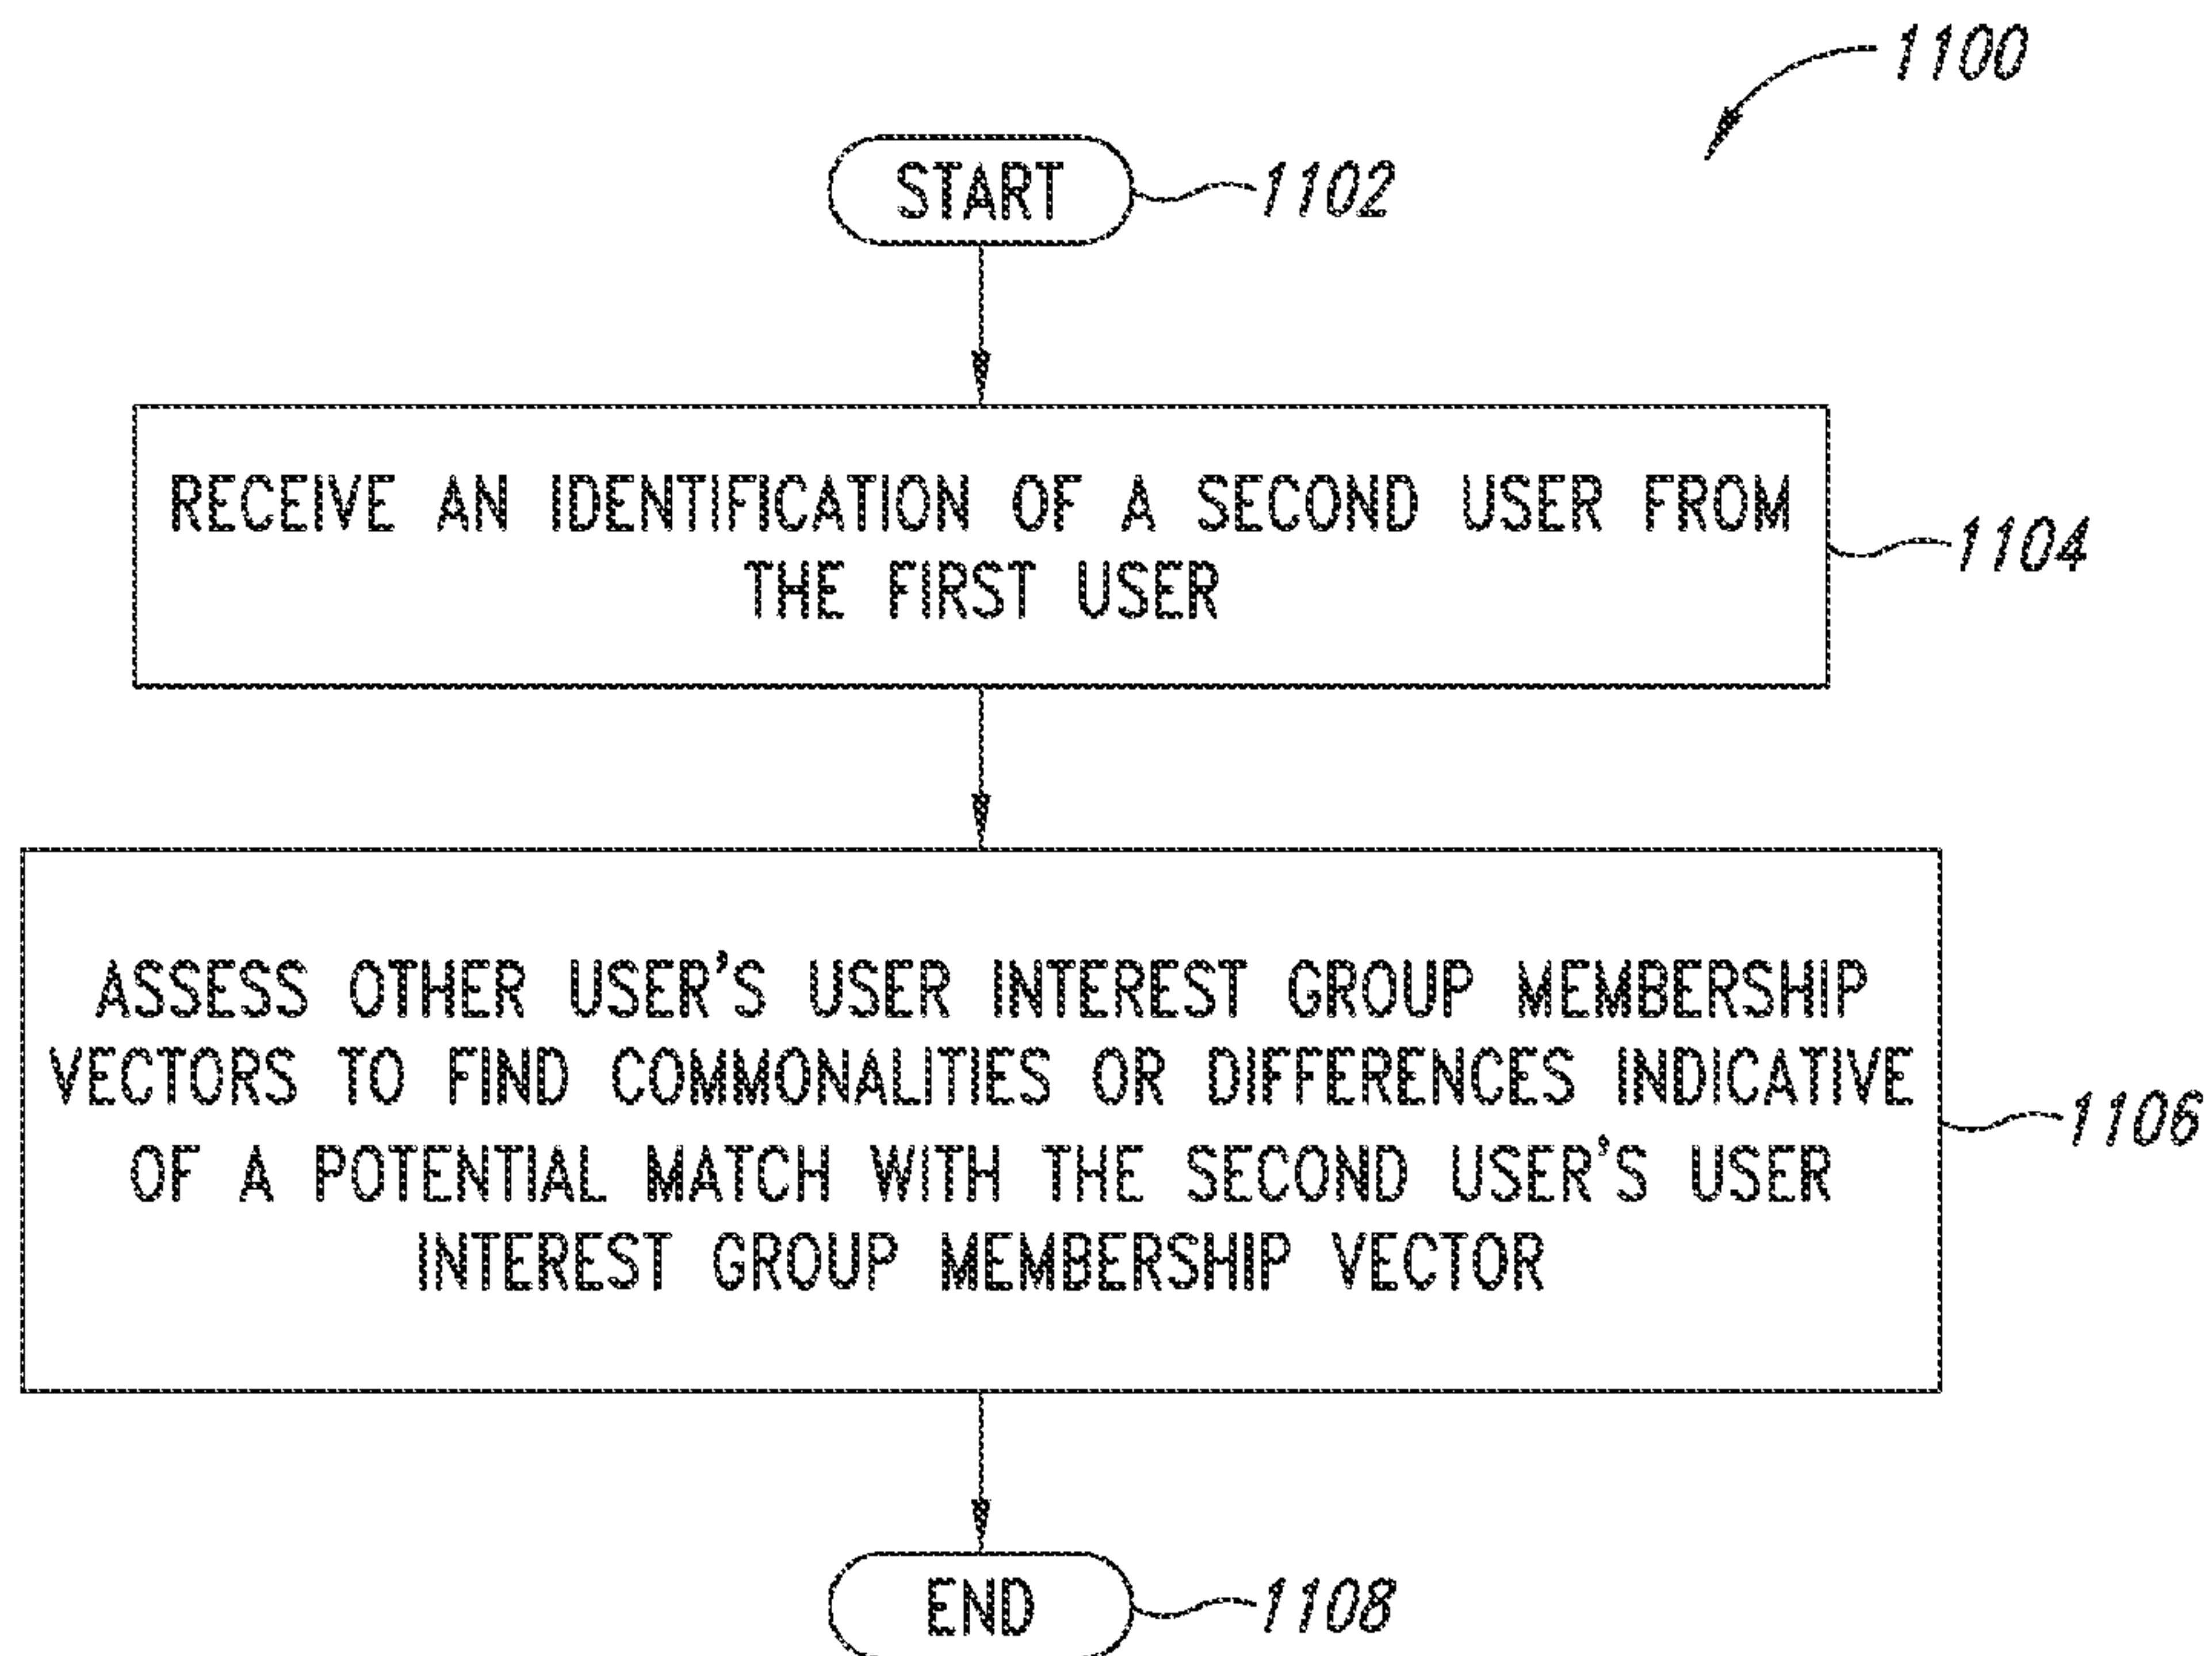 1100
START
1102
RECEIVE AN IDENTIFICATION OF A SECOND USER FROM
THE FIRST USER
1104
ASSESS OTHER USER'S USER INTEREST GROUP MEMBERSHIP
VECTORS TO FIND COMMONALITIES OR DIFFERENCES INDICATIVE
OF A POTENTIAL MATCH WITH THE SECOND USER'S USER
INTEREST GROUP MEMBERSHIP VECTOR
1106
END
1108